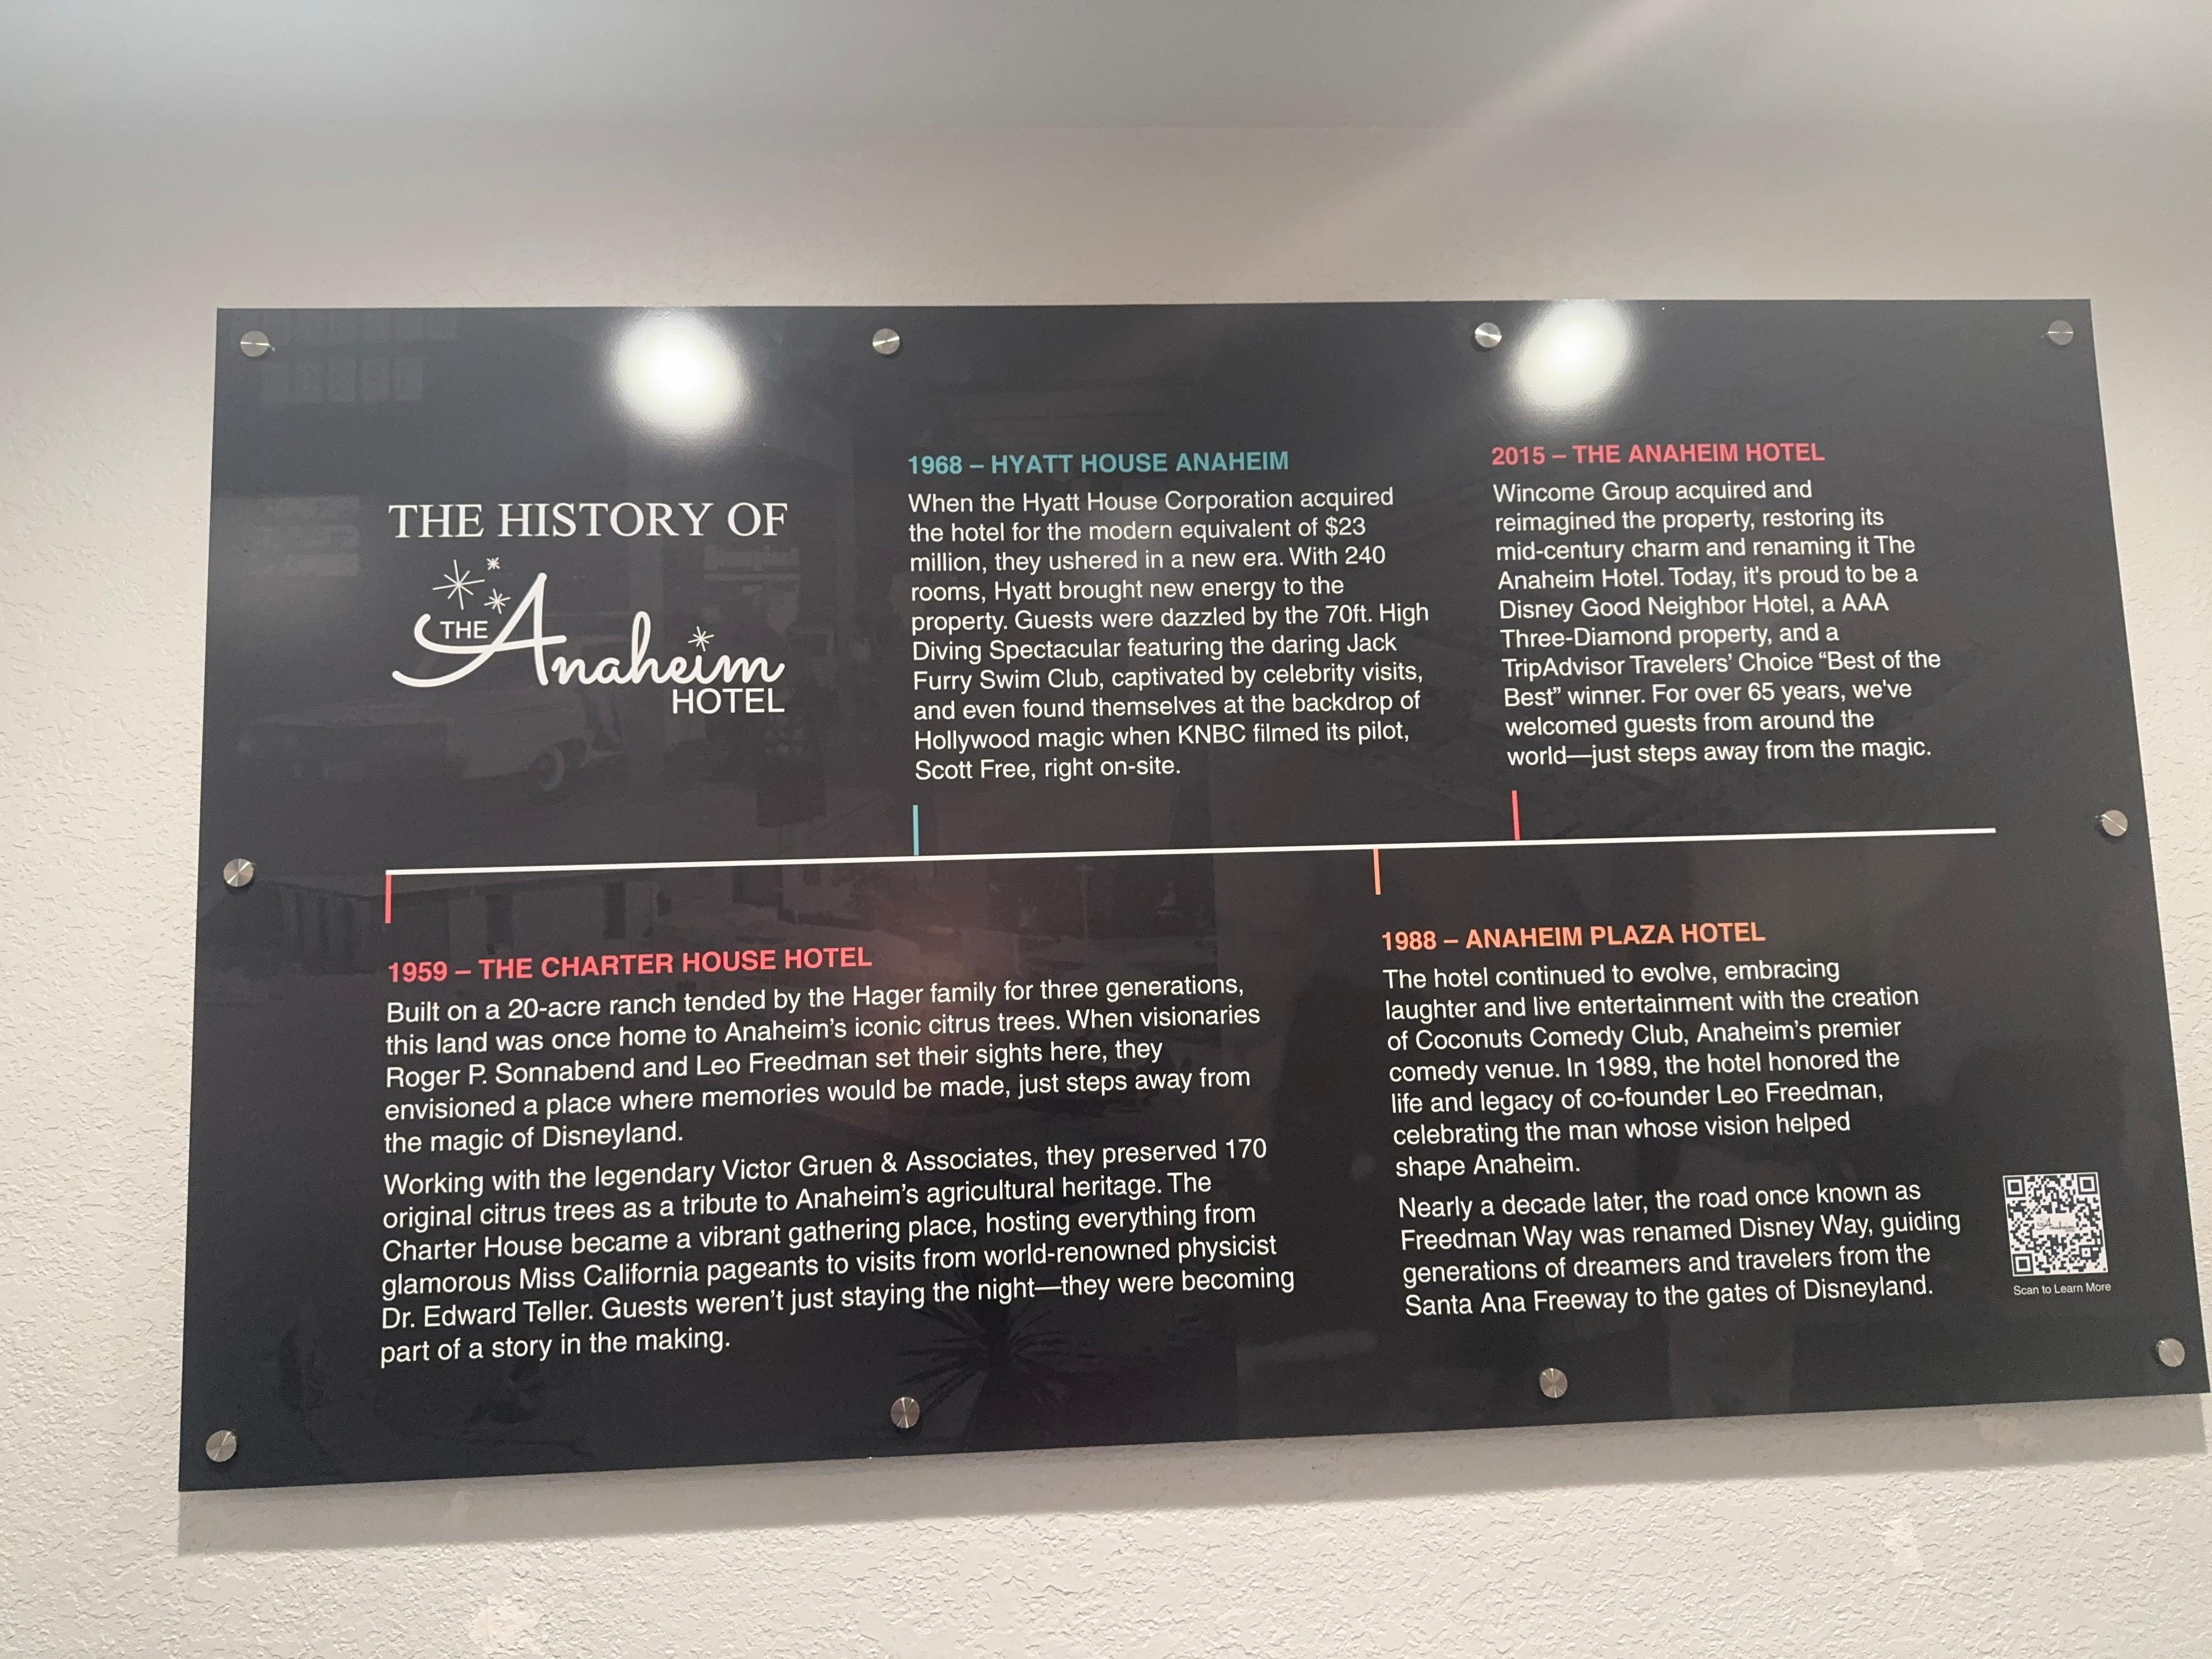 THE HISTORY OF
THE Anaheim
HOTEL
1959 – THE CHARTER HOUSE HOTEL
Built on a 20-acre ranch tended by the Hager family for three generations,
this land was once home to Anaheim’s iconic citrus trees. When visionaries
Roger P. Sonnabend and Leo Freedman set their sights here, they
envisioned a place where memories would be made, just steps away from
the magic of Disneyland.
Working with the legendary Victor Gruen & Associates, they preserved 170
original citrus trees as a tribute to Anaheim’s agricultural heritage. The
Charter House became a vibrant gathering place, hosting everything from
glamorous Miss California pageants to visits from world-renowned physicist
Dr. Edward Teller. Guests weren’t just staying the night—they were becoming
part of a story in the making.
1968 – HYATT HOUSE ANAHEIM
When the Hyatt House Corporation acquired
the hotel for the modern equivalent of $23
million, they ushered in a new era. With 240
rooms, Hyatt brought new energy to the
property. Guests were dazzled by the 70ft. High
Diving Spectacular featuring the daring Jack
Furry Swim Club, captivated by celebrity visits,
and even found themselves at the backdrop of
Hollywood magic when KNBC filmed its pilot,
Scott Free, right on-site.
1988 – ANAHEIM PLAZA HOTEL
The hotel continued to evolve, embracing
laughter and live entertainment with the creation
of Coconuts Comedy Club, Anaheim’s premier
comedy venue. In 1989, the hotel honored the
life and legacy of co-founder Leo Freedman,
celebrating the man whose vision helped
shape Anaheim.
Nearly a decade later, the road once known as
Freedman Way was renamed Disney Way, guiding
generations of dreamers and travelers from the
Santa Ana Freeway to the gates of Disneyland.
2015 – THE ANAHEIM HOTEL
Wincome Group acquired and
reimagined the property, restoring its
mid-century charm and renaming it The
Anaheim Hotel. Today, it's proud to be a
Disney Good Neighbor Hotel, a AAA
Three-Diamond property, and a
TripAdvisor Travelers’ Choice “Best of the
Best” winner. For over 65 years, we've
welcomed guests from around the
world—just steps away from the magic.
Anaheim
Scan to Learn More